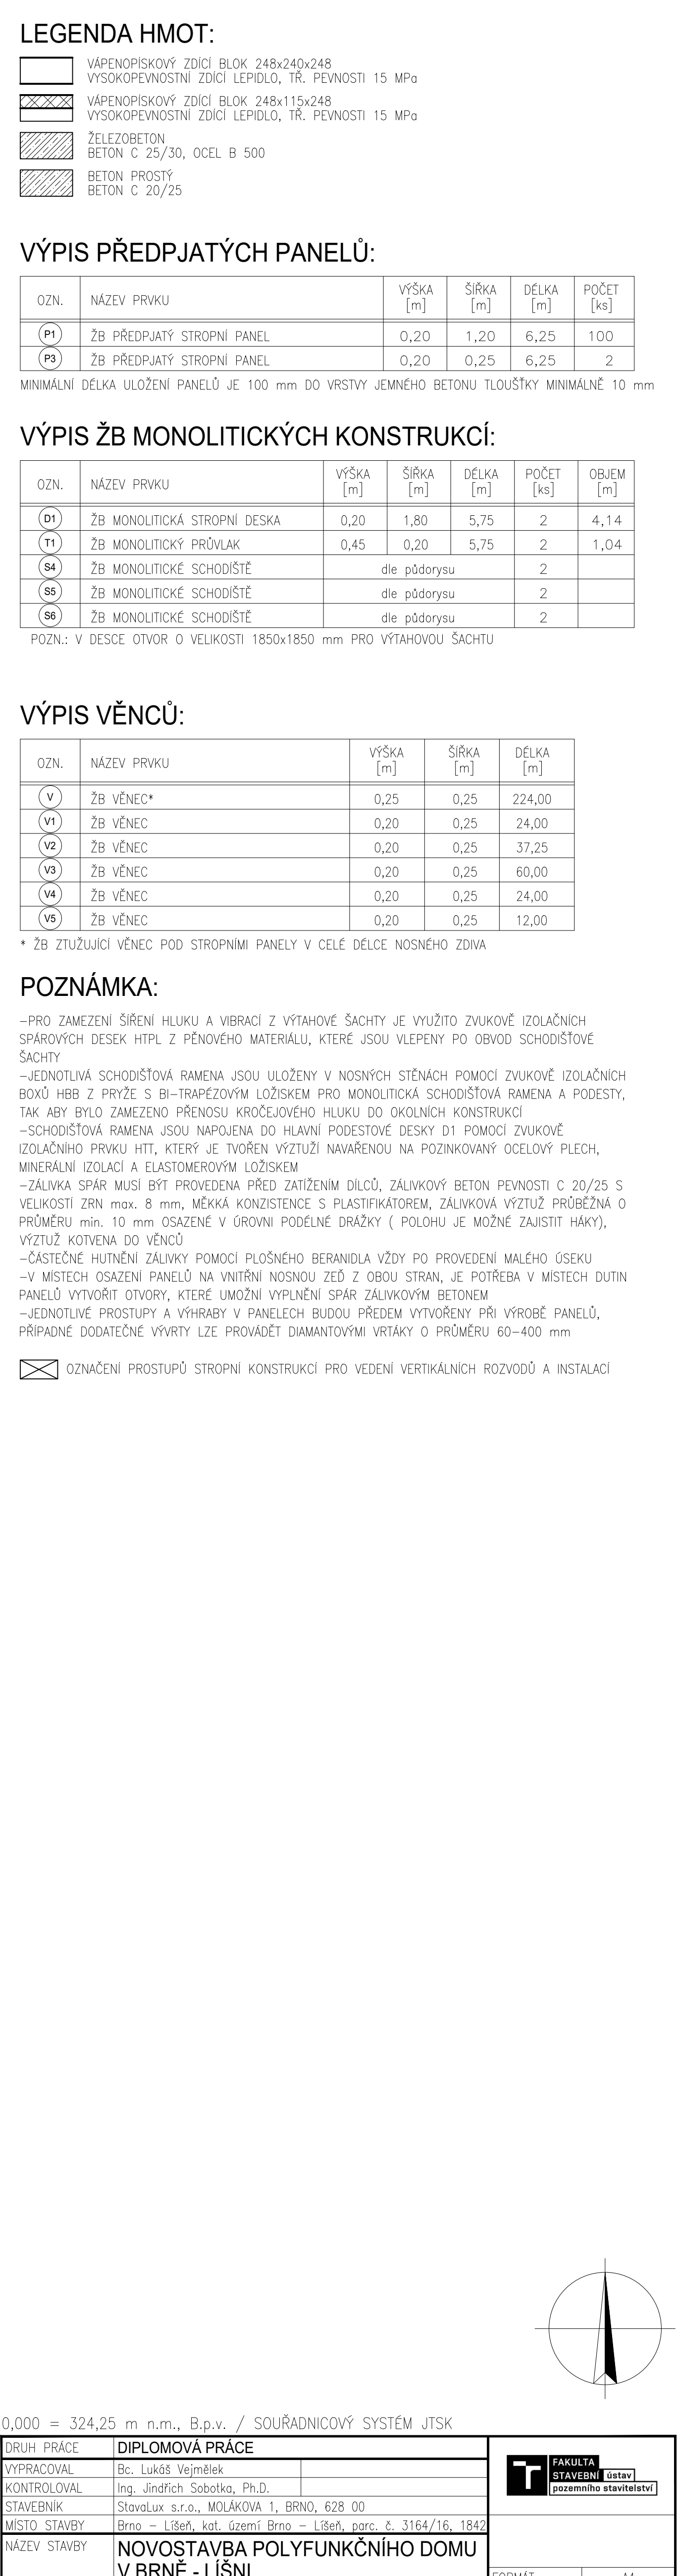 LEGENDA HMOT:
VÁPENOPÍSKOVÝ ZDÍCÍ BLOK 248x240x248
VYSOKOPEVNOSTNÍ ZDÍCÍ LEPIDLO, TŘ. PEVNOSTI 15 MPa
VÁPENOPÍSKOVÝ ZDÍCÍ BLOK 248x115x248
VYSOKOPEVNOSTNÍ ZDÍCÍ LEPIDLO, TŘ. PEVNOSTI 15 MPa
ŽELEZOBETON
BETON C 25/30, OCEL B 500
BETON PROSTÝ
BETON C 20/25
VÝPIS PŘEDPJATÝCH PANELŮ:
OZN. NÁZEV PRVKU VÝŠKA [m] ŠÍŘKA [m] DÉLKA [m] POČET [ks]
P1 ŽB PŘEDPJATÝ STROPNÍ PANEL 0,20 1,20 6,25 100
P3 ŽB PŘEDPJATÝ STROPNÍ PANEL 0,20 0,25 6,25 2
MINIMÁLNÍ DÉLKA ULOŽENÍ PANELŮ JE 100 mm DO VRSTVY JEMNÉHO BETONU TLOUŠŤKY MINIMÁLNĚ 10 mm
VÝPIS ŽB MONOLITICKÝCH KONSTRUKCÍ:
OZN. NÁZEV PRVKU VÝŠKA [m] ŠÍŘKA [m] DÉLKA [m] POČET [ks] OBJEM [m]
D1 ŽB MONOLITICKÁ STROPNÍ DESKA 0,20 1,80 5,75 2 4,14
T1 ŽB MONOLITICKÝ PRŮVLAK 0,45 0,20 5,75 2 1,04
S4 ŽB MONOLITICKÉ SCHODÍŠTĚ dle půdorysu 2
S5 ŽB MONOLITICKÉ SCHODÍŠTĚ dle půdorysu 2
S6 ŽB MONOLITICKÉ SCHODÍŠTĚ dle půdorysu 2
POZN.: V DESCE OTVOR O VELIKOSTI 1850x1850 mm PRO VÝTAHOVOU ŠACHTU
VÝPIS VĚNCŮ:
OZN. NÁZEV PRVKU VÝŠKA [m] ŠÍŘKA [m] DÉLKA [m]
V ŽB VĚNEC* 0,25 0,25 224,00
V1 ŽB VĚNEC 0,20 0,25 24,00
V2 ŽB VĚNEC 0,20 0,25 37,25
V3 ŽB VĚNEC 0,20 0,25 60,00
V4 ŽB VĚNEC 0,20 0,25 24,00
V5 ŽB VĚNEC 0,20 0,25 12,00
* ŽB ZTUŽUJÍCÍ VĚNEC POD STROPNÍMI PANELY V CELÉ DÉLCE NOSNÉHO ZDIVA
POZNÁMKA:
-PRO ZAMEZENÍ ŠÍŘENÍ HLUKU A VIBRACÍ Z VÝTAHOVÉ ŠACHTY JE VYUŽITO ZVUKOVĚ IZOLAČNÍCH
SPÁROVÝCH DESEK HTPL Z PĚNOVÉHO MATERIÁLU, KTERÉ JSOU VLEPENY PO OBVOD SCHODIŠŤOVÉ
ŠACHTY
-JEDNOTLIVÁ SCHODIŠŤOVÁ RAMENA JSOU ULOŽENY V NOSNÝCH STĚNÁCH POMOCÍ ZVUKOVĚ IZOLAČNÍCH
BOXŮ HBB Z PRYŽE S BI-TRAPÉZOVÝM LOŽISKEM PRO MONOLITICKÁ SCHODIŠŤOVÁ RAMENA A PODESTY,
TAK ABY BYLO ZAMEZENO PŘENOSU KROČEJOVÉHO HLUKU DO OKOLNÍCH KONSTRUKCÍ
-SCHODIŠŤOVÁ RAMENA JSOU NAPOJENA DO HLAVNÍ PODESTOVÉ DESKY D1 POMOCÍ ZVUKOVĚ
IZOLAČNÍHO PRVKU HTT, KTERÝ JE TVOŘEN VÝZTUŽÍ NAVAŘENOU NA POZINKOVANÝ OCELOVÝ PLECH,
MINERÁLNÍ IZOLACÍ A ELASTOMEROVÝM LOŽISKEM
-ZÁLIVKA SPÁR MUSÍ BÝT PROVEDENA PŘED ZATÍŽENÍM DÍLCŮ, ZÁLIVKOVÝ BETON PEVNOSTI C 20/25 S
VELIKOSTÍ ZRN max. 8 mm, MĚKKÁ KONZISTENCE S PLASTIFIKÁTOREM, ZÁLIVKOVÁ VÝZTUŽ PRŮBĚŽNÁ O
PRŮMĚRU min. 10 mm OSAZENÉ V ÚROVNI PODÉLNÉ DRÁŽKY ( POLOHU JE MOŽNÉ ZAJISTIT HÁKY),
VÝZTUŽ KOTVENA DO VĚNCŮ
-ČÁSTEČNÉ HUTNĚNÍ ZÁLIVKY POMOCÍ PLOŠNÉHO BERANIDLA VŽDY PO PROVEDENÍ MALÉHO ÚSEKU
-V MÍSTECH OSAZENÍ PANELŮ NA VNITŘNÍ NOSNOU ZEĎ Z OBOU STRAN, JE POTŘEBA V MÍSTECH DUTIN
PANELŮ VYTVOŘIT OTVORY, KTERÉ UMOŽNÍ VYPLNĚNÍ SPÁR ZÁLIVKOVÝM BETONEM
-JEDNOTLIVÉ PROSTUPY A VÝHRABY V PANELECH BUDOU PŘEDEM VYTVOŘENY PŘI VÝROBĚ PANELŮ,
PŘÍPADNÉ DODATEČNÉ VÝVRTY LZE PROVÁDĚT DIAMANTOVÝMI VRTÁKY O PRŮMĚRU 60-400 mm
OZNAČENÍ PROSTUPŮ STROPNÍ KONSTRUKCÍ PRO VEDENÍ VERTIKÁLNÍCH ROZVODŮ A INSTALACÍ
0,000 = 324,25 m n.m., B.p.v. / SOUŘADNICOVÝ SYSTÉM JTSK
DRUH PRÁCE DIPLOMOVÁ PRÁCE
VYPRACOVAL Bc. Lukáš Vejmělek
KONTROLOVAL Ing. Jindřich Sobotka, Ph.D.
STAVEBNÍK StavaLux s.r.o., MOLÁKOVA 1, BRNO, 628 00
MÍSTO STAVBY Brno - Líšeň, kat. území Brno - Líšeň, parc. č. 3164/16, 1842
NÁZEV STAVBY NOVOSTAVBA POLYFUNKČNÍHO DOMU
V BRNĚ - LÍŠNI
T FAKULTA
STAVEBNÍ ústav
pozemního stavitelství
FORMÁT